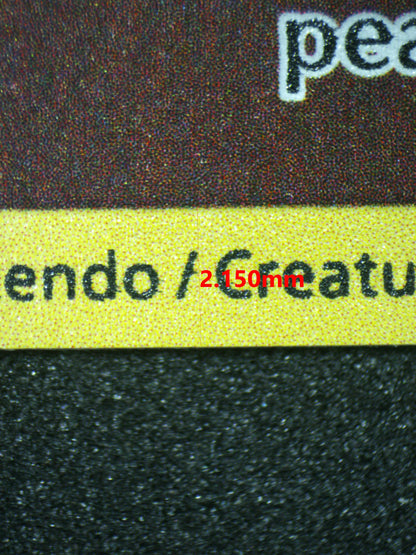 pea
endo / Creatu
2.150mm